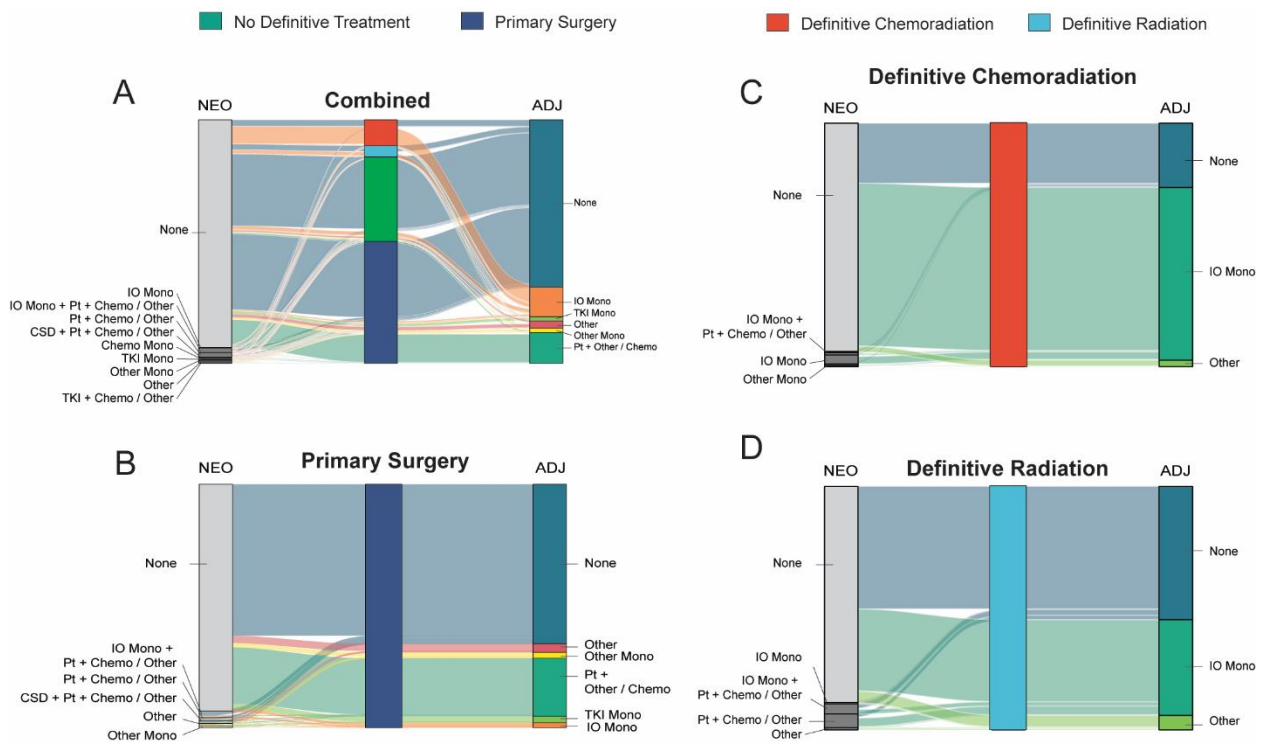 No Definitive Treatment
Primary Surgery
Definitive Chemoradiation
Definitive Radiation
A
Combined
NEO
ADJ
None
IO Mono
IO Mono + Pt + Chemo / Other
Pt + Chemo / Other
CSD + Pt + Chemo / Other
Chemo Mono
TKI Mono
Other Mono
Other
TKI + Chemo / Other
None
IO Mono
TKI Mono
Other
Other Mono
Pt + Other / Chemo
B
Primary Surgery
NEO
ADJ
None
IO Mono +
Pt + Chemo / Other
Pt + Chemo / Other
CSD + Pt + Chemo / Other
Other
Other Mono
None
Other
Other Mono
Pt +
Other / Chemo
TKI Mono
IO Mono
C
Definitive Chemoradiation
NEO
ADJ
None
IO Mono +
Pt + Chemo / Other
IO Mono
Other Mono
None
IO Mono
Other
D
Definitive Radiation
NEO
ADJ
None
IO Mono
IO Mono +
Pt + Chemo / Other
Pt + Chemo / Other
Other
None
IO Mono
Other